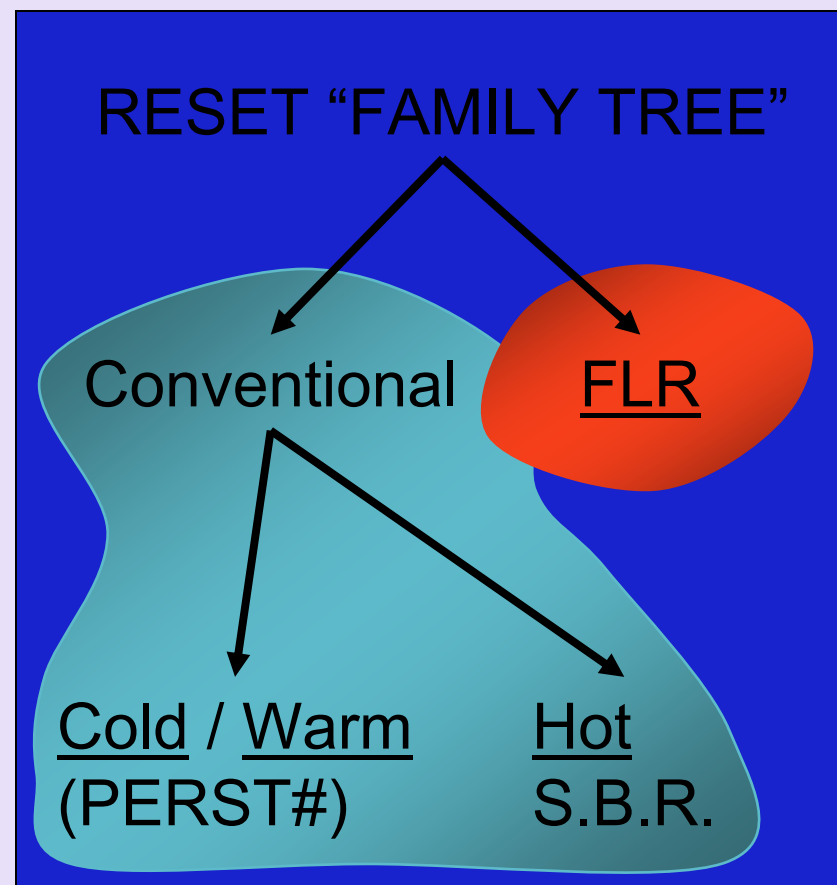 RESET “FAMILY TREE”
Conventional
FLR
Cold / Warm
(PERST#)
Hot
S.B.R.